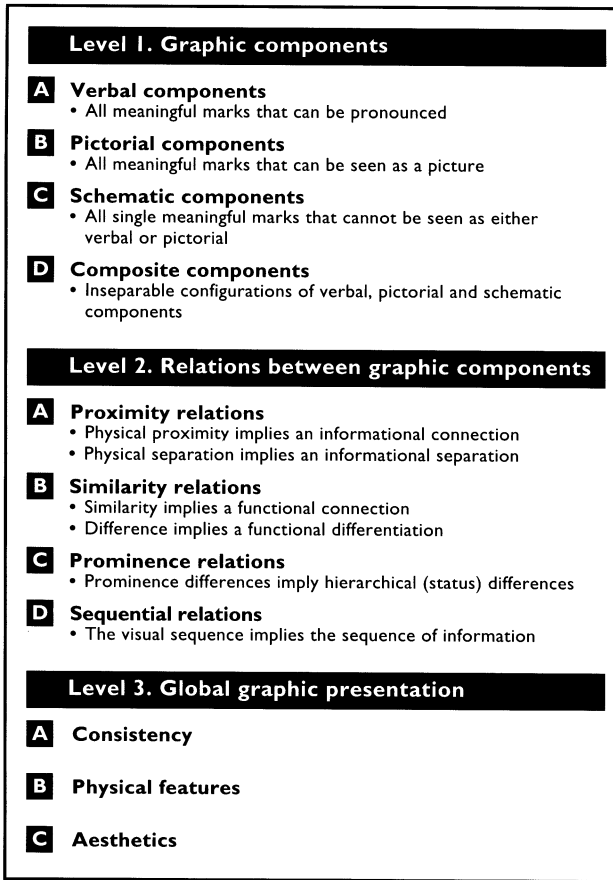 Level 1. Graphic components
A Verbal components
• All meaningful marks that can be pronounced
B Pictorial components
• All meaningful marks that can be seen as a picture
C Schematic components
• All single meaningful marks that cannot be seen as either
verbal or pictorial
D Composite components
• Inseparable configurations of verbal, pictorial and schematic
components
Level 2. Relations between graphic components
A Proximity relations
• Physical proximity implies an informational connection
• Physical separation implies an informational separation
B Similarity relations
• Similarity implies a functional connection
• Difference implies a functional differentiation
C Prominence relations
• Prominence differences imply hierarchical (status) differences
D Sequential relations
• The visual sequence implies the sequence of information
Level 3. Global graphic presentation
A Consistency
B Physical features
C Aesthetics